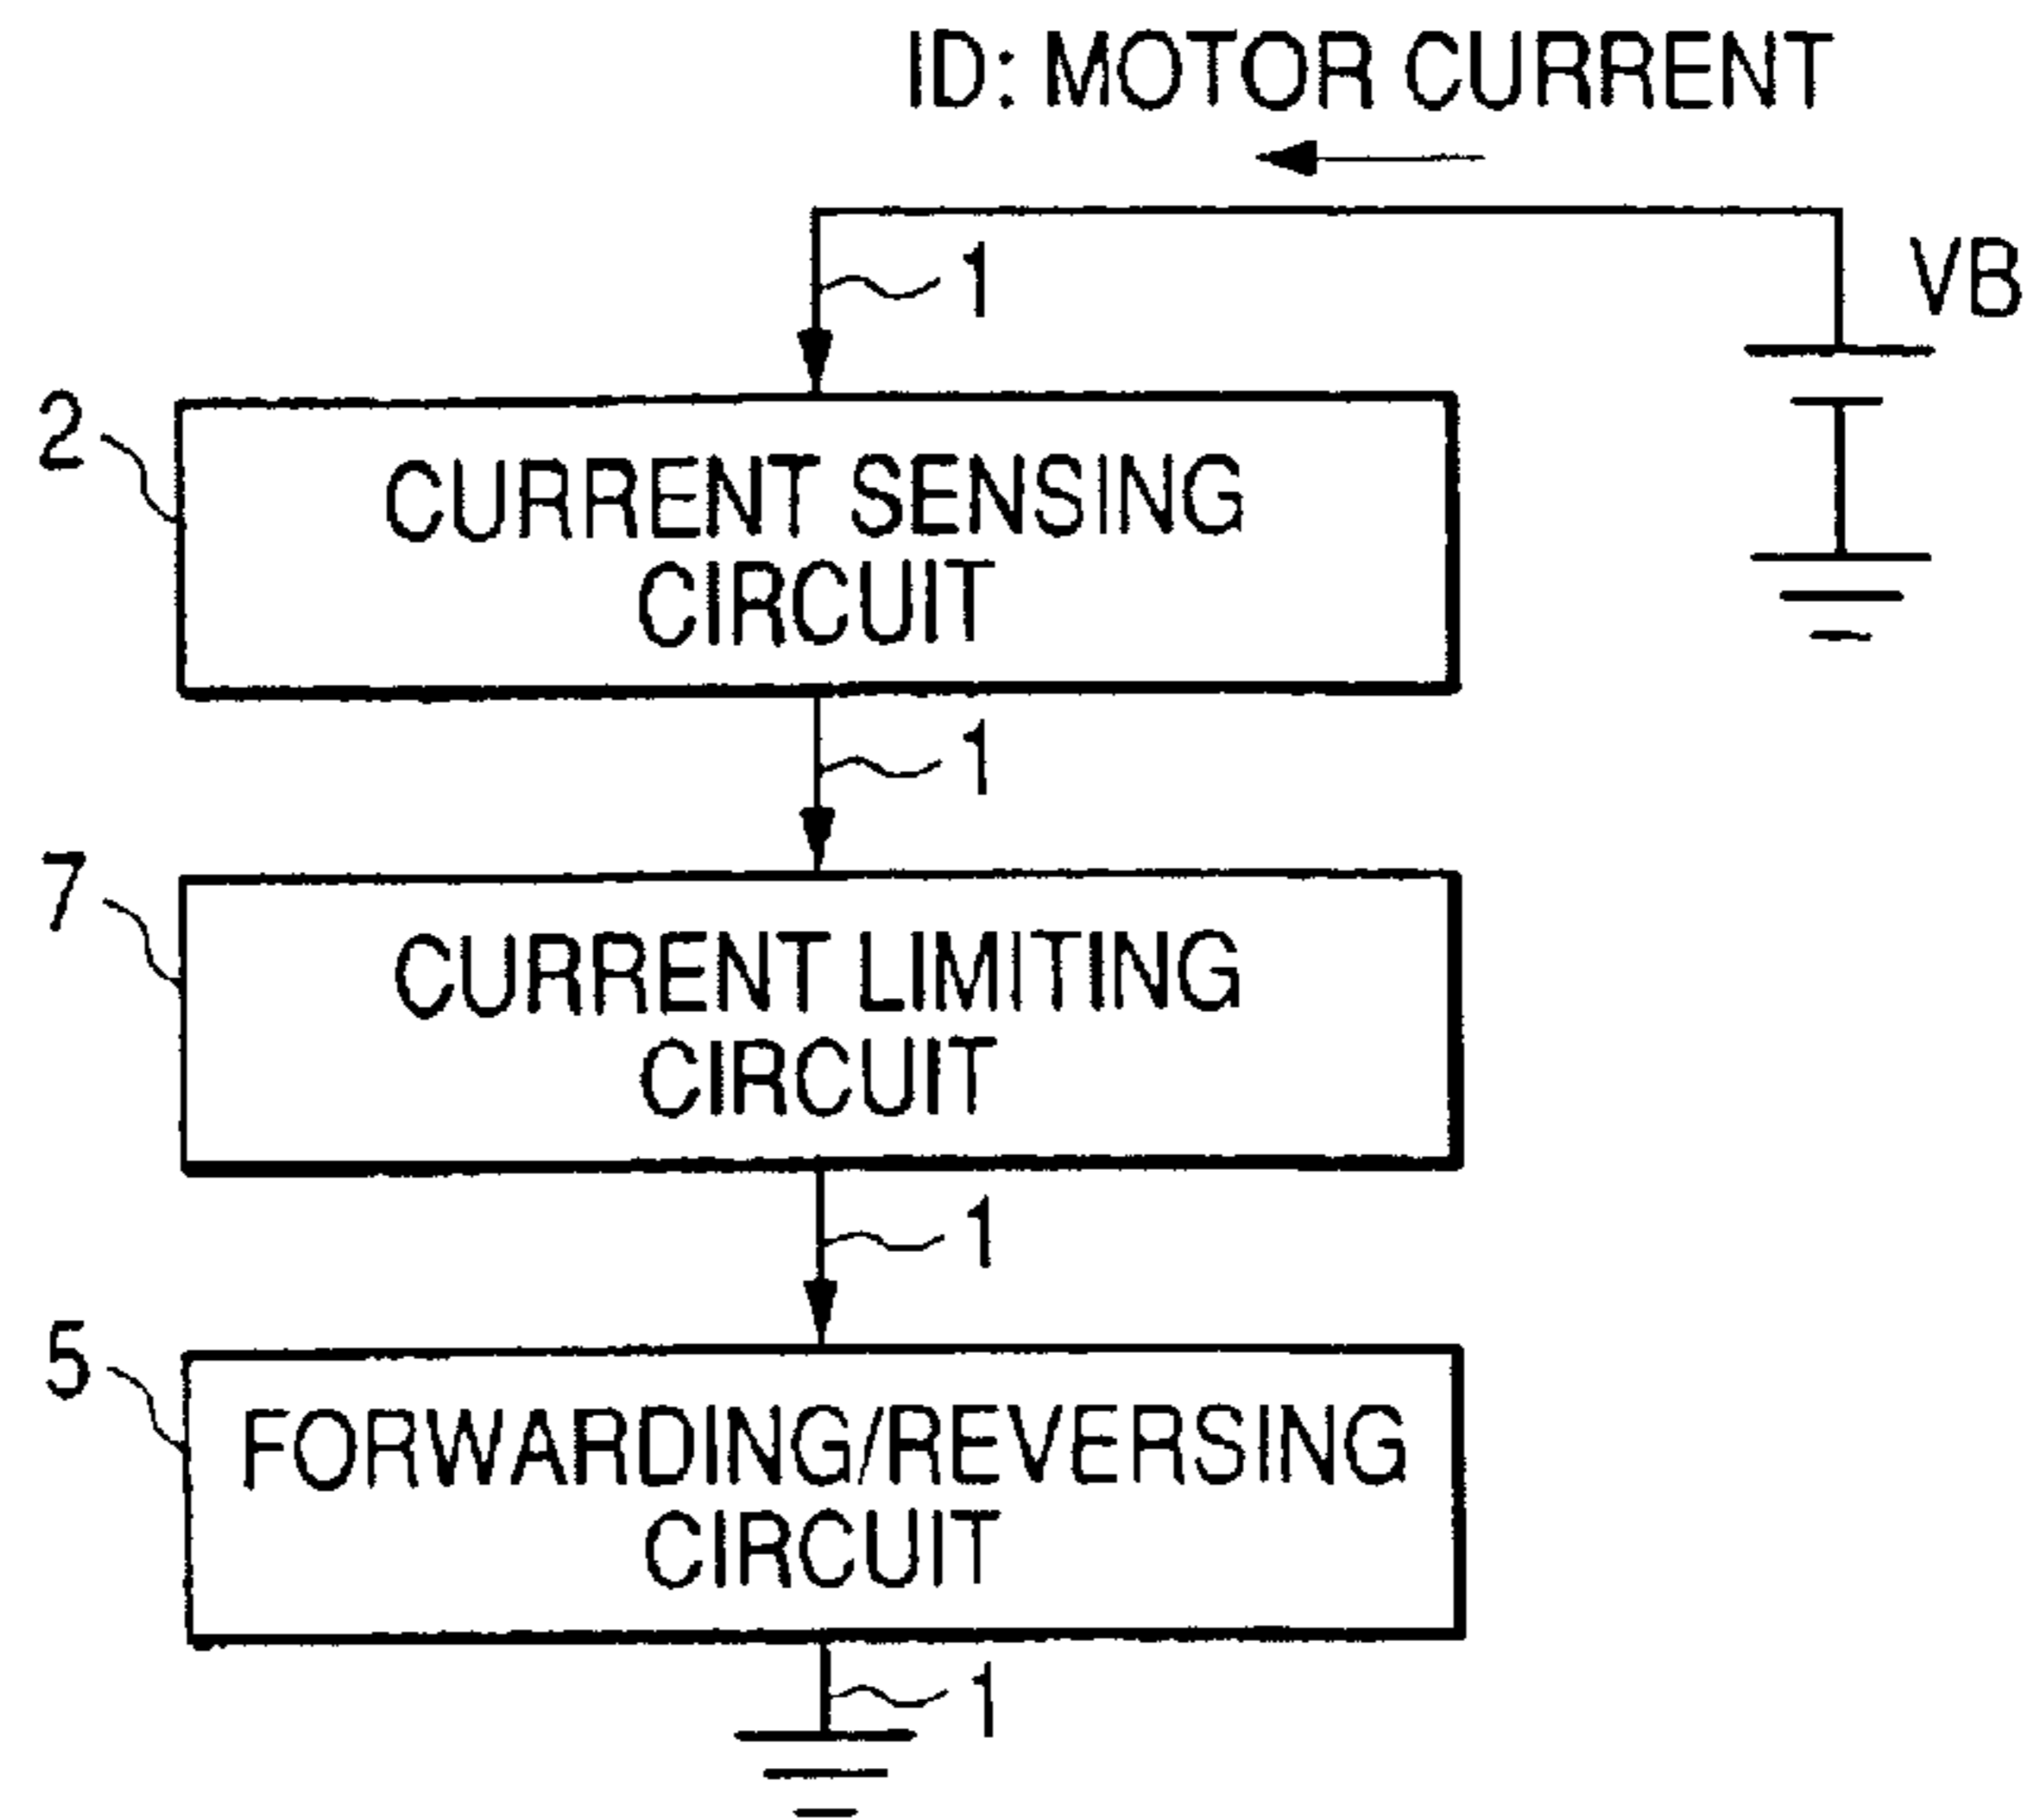 ID: MOTOR CURRENT
1
VB
2
CURRENT SENSING
CIRCUIT
1
7
CURRENT LIMITING
CIRCUIT
1
5
FORWARDING/REVERSING
CIRCUIT
1